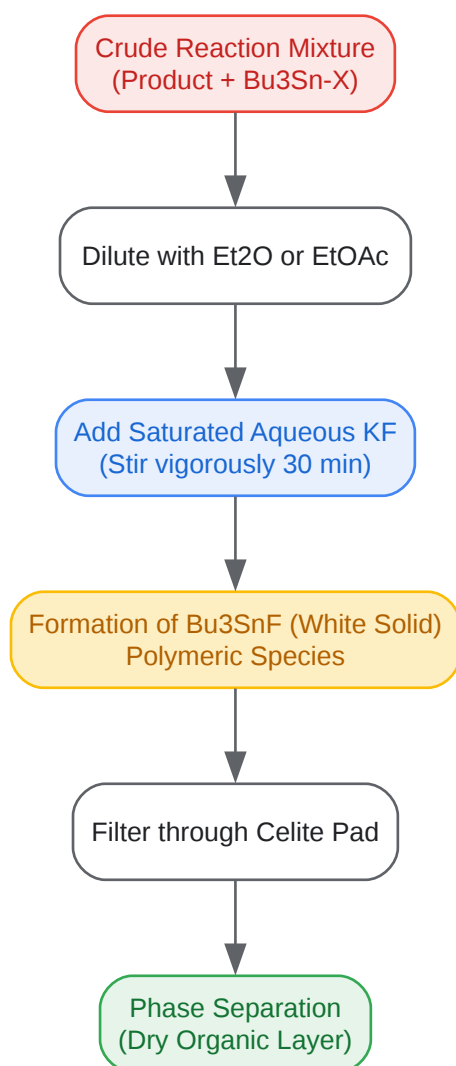 Crude Reaction Mixture
(Product + Bu3Sn-X)
Dilute with Et2O or EtOAc
Add Saturated Aqueous KF
(Stir vigorously 30 min)
Formation of Bu3SnF (White Solid)
Polymeric Species
Filter through Celite Pad
Phase Separation
(Dry Organic Layer)